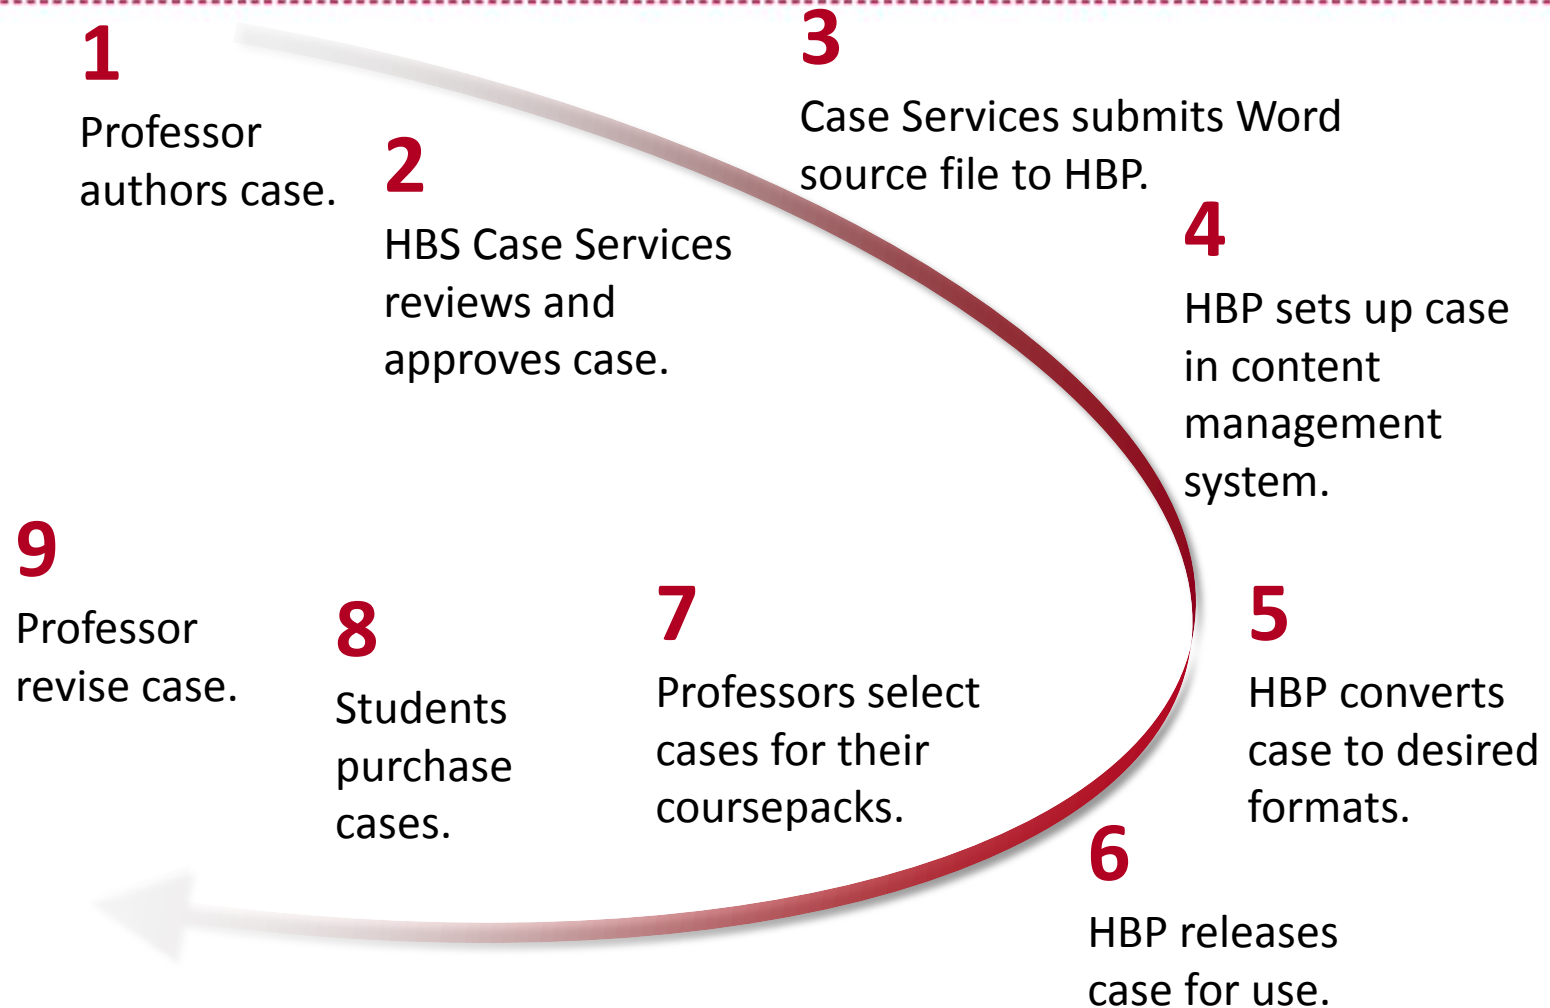 1
Professor
authors case.
2
HBS Case Services
reviews and
approves case.
3
Case Services submits Word
source file to HBP.
4
HBP sets up case
in content
management
system.
5
HBP converts
case to desired
formats.
6
HBP releases
case for use.
7
Professors select
cases for their
coursepacks.
8
Students
purchase
cases.
9
Professor
revise case.